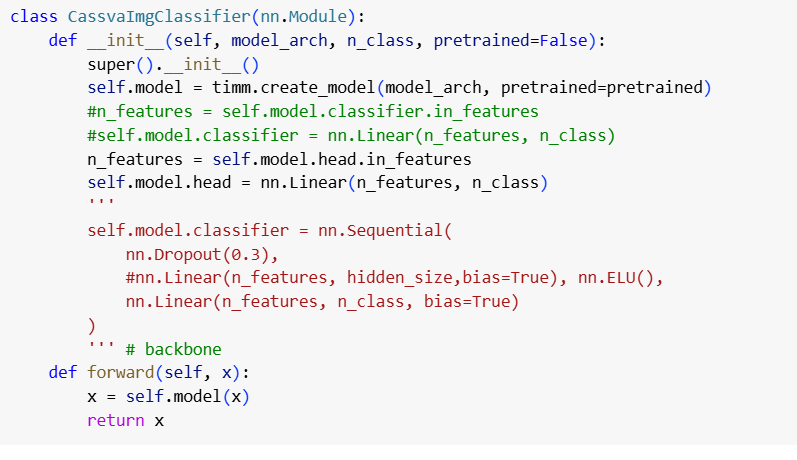 class CassvaImgClassifier(nn.Module):
    def __init__(self, model_arch, n_class, pretrained=False):
        super().__init__()
        self.model = timm.create_model(model_arch, pretrained=pretrained)
        #n_features = self.model.classifier.in_features
        #self.model.classifier = nn.Linear(n_features, n_class)
        n_features = self.model.head.in_features
        self.model.head = nn.Linear(n_features, n_class)
        '''
        self.model.classifier = nn.Sequential(
            nn.Dropout(0.3),
            #nn.Linear(n_features, hidden_size,bias=True), nn.ELU(),
            nn.Linear(n_features, n_class, bias=True)
        )
        ''' # backbone
    def forward(self, x):
        x = self.model(x)
        return x